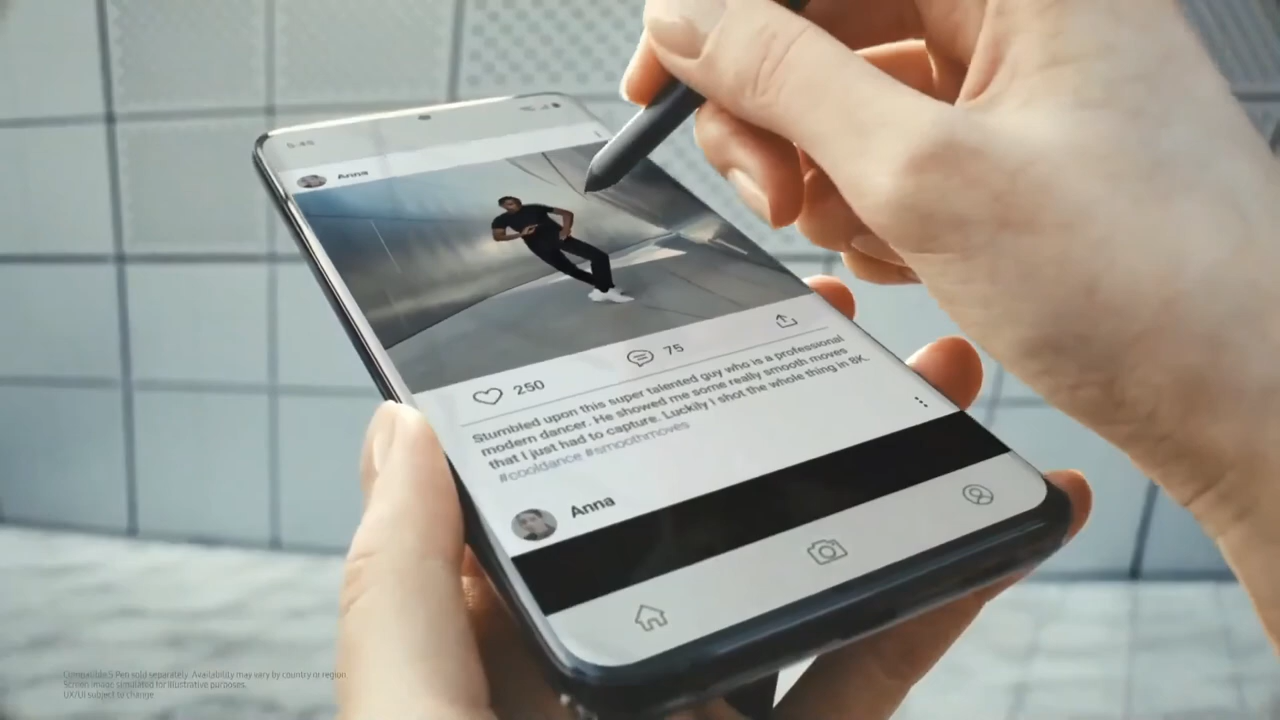 5:45
Anna
250
75
Stumbled upon this super talented guy who is a professional
modern dancer. He showed me some really smooth moves
that I just had to capture. Luckily I shot the whole thing in 8K.
#cooldance #smoothmoves
Anna
Compatible S Pen sold separately. Availability may vary by country or region.
Screen image simulated for illustrative purposes.
UX/UI subject to change.